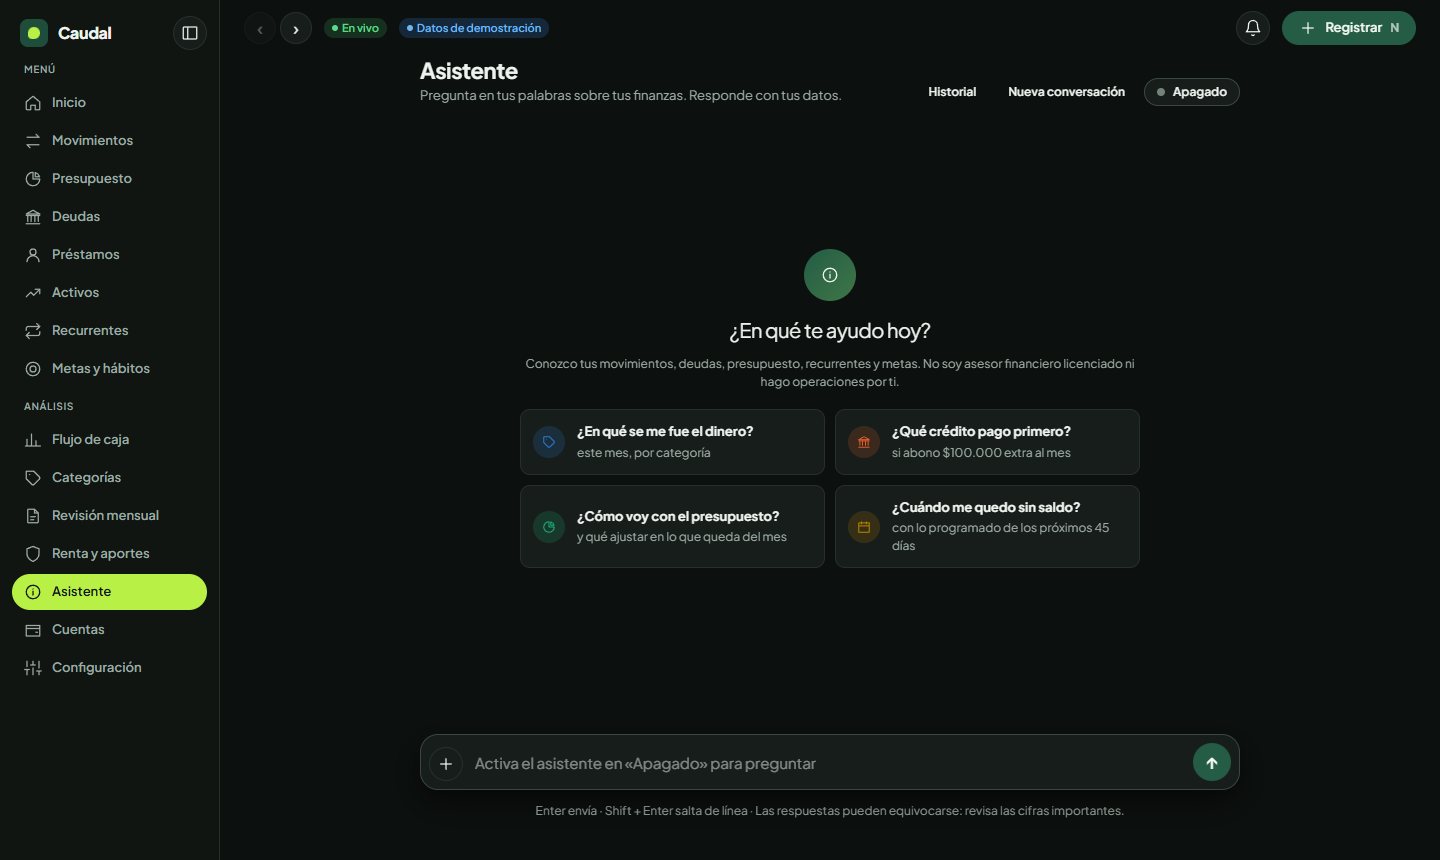 Caudal
MENÚ
Inicio
Movimientos
Presupuesto
Deudas
Préstamos
Activos
Recurrentes
Metas y hábitos
ANÁLISIS
Flujo de caja
Categorías
Revisión mensual
Renta y aportes
Asistente
Cuentas
Configuración
En vivo
Datos de demostración
Registrar N
Asistente
Pregunta en tus palabras sobre tus finanzas. Responde con tus datos.
Historial
Nueva conversación
Apagado
¿En qué te ayudo hoy?
Conozco tus movimientos, deudas, presupuesto, recurrentes y metas. No soy asesor financiero licenciado ni
hago operaciones por ti.
¿En qué se me fue el dinero?
este mes, por categoría
¿Qué crédito pago primero?
si abono $100.000 extra al mes
¿Cómo voy con el presupuesto?
y qué ajustar en lo que queda del mes
¿Cuándo me quedo sin saldo?
con lo programado de los próximos 45
días
Activa el asistente en «Apagado» para preguntar
Enter envía · Shift + Enter salta de línea · Las respuestas pueden equivocarse: revisa las cifras importantes.